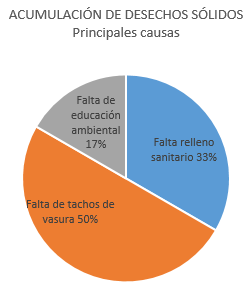 ACUMULACIÓN DE DESECHOS SÓLIDOS
Principales causas
Falta de
educación
ambiental
17%
Falta relleno
sanitario 33%
Falta de tachos de
vasura 50%